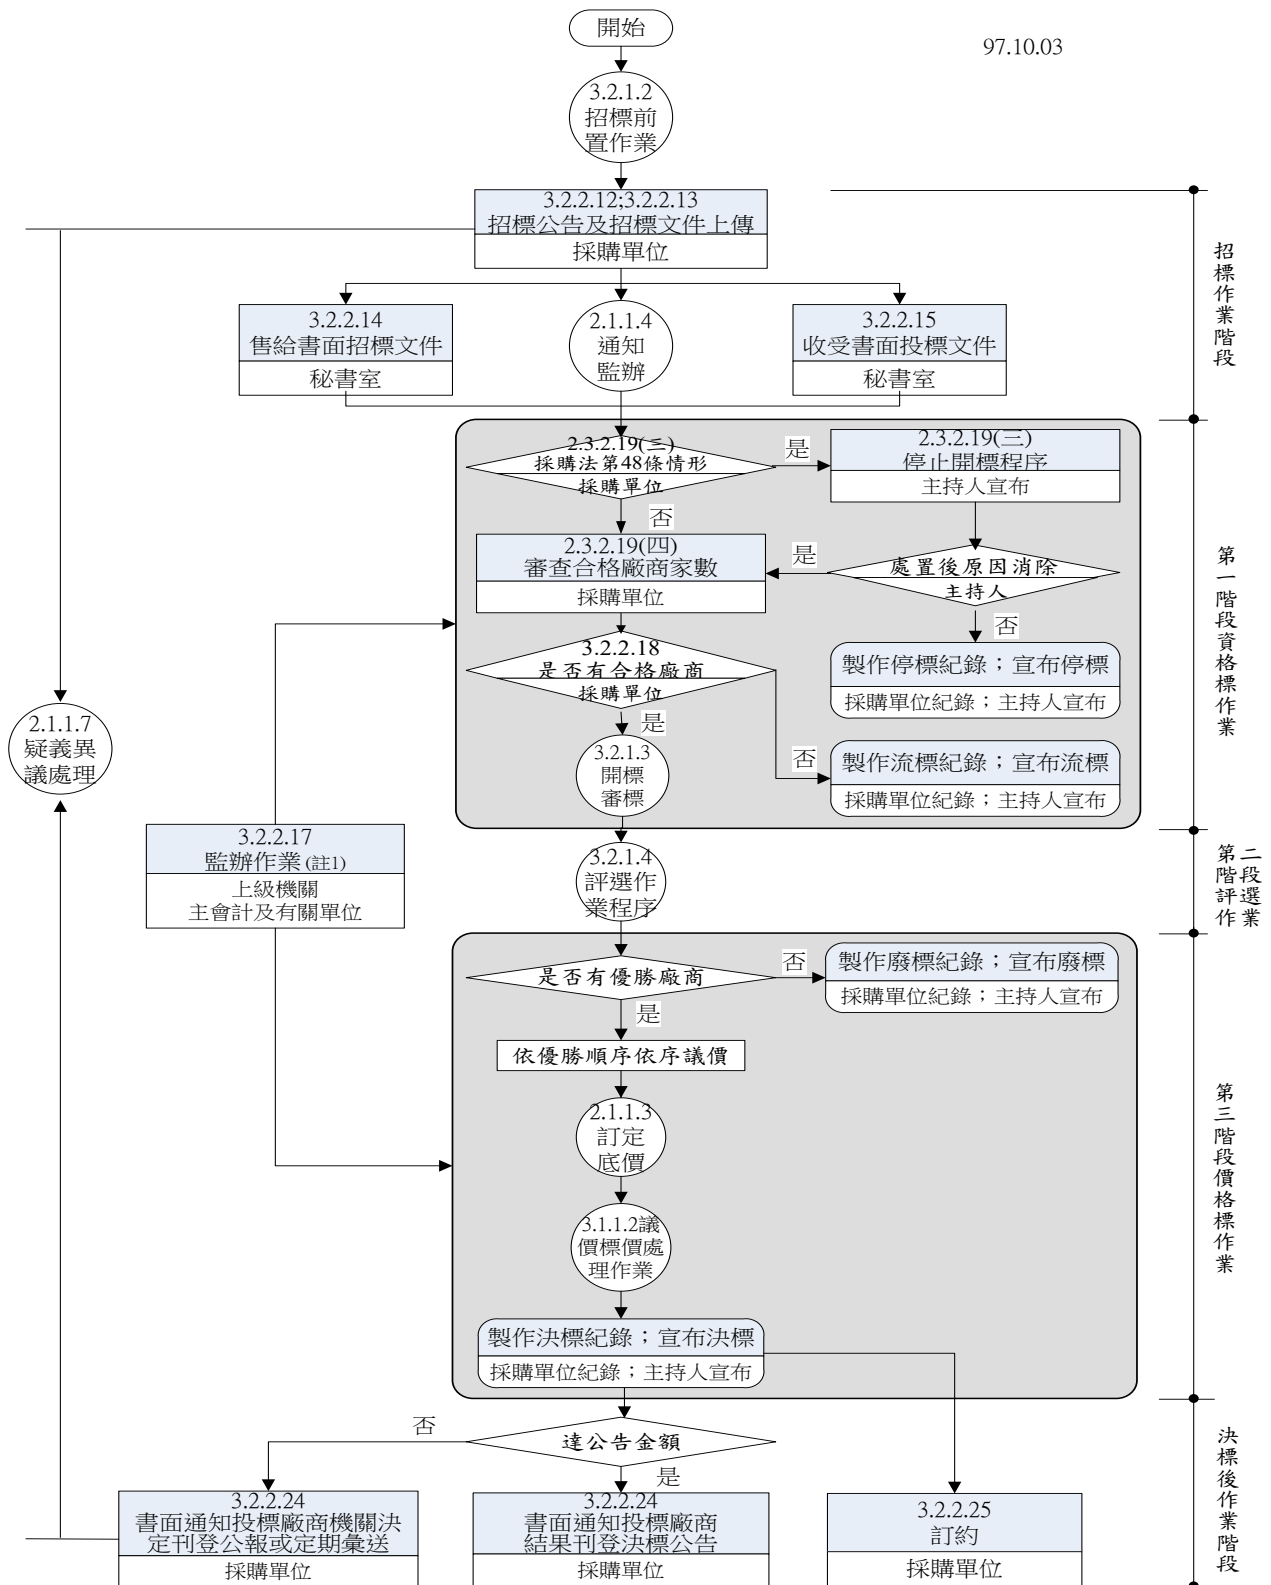 開始
97.10.03
3.2.1.2
招標前
置作業
3.2.2.12;3.2.2.13
招標公告及招標文件上傳
採購單位
招標作業階段
3.2.2.14
售給書面招標文件
秘書室
2.1.1.4
通知
監辦
3.2.2.15
收受書面投標文件
秘書室
2.3.2.19(三)
採購法第48條情形
採購單位
是
2.3.2.19(三)
停止開標程序
主持人宣布
否
2.3.2.19(四)
審查合格廠商家數
採購單位
是
處置後原因消除
主持人
否
第一階段資格標作業
3.2.2.18
是否有合格廠商
採購單位
製作停標紀錄；宣布停標
採購單位紀錄；主持人宣布
是
否
3.2.1.3
開標
審標
製作流標紀錄；宣布流標
採購單位紀錄；主持人宣布
2.1.1.7
疑義異
議處理
3.2.2.17
監辦作業(註1)
上級機關
主會計及有關單位
3.2.1.4
評選作
業程序
第二
階段
評選
作業
是否有優勝廠商
否
製作廢標紀錄；宣布廢標
採購單位紀錄；主持人宣布
是
依優勝順序依序議價
2.1.1.3
訂定
底價
第三階段價格標作業
3.1.1.2議
價標價處
理作業
製作決標紀錄；宣布決標
採購單位紀錄；主持人宣布
否
達公告金額
是
決標後作業階段
3.2.2.24
書面通知投標廠商機關決
定刊登公報或定期彙送
採購單位
3.2.2.24
書面通知投標廠商
結果刊登決標公告
採購單位
3.2.2.25
訂約
採購單位